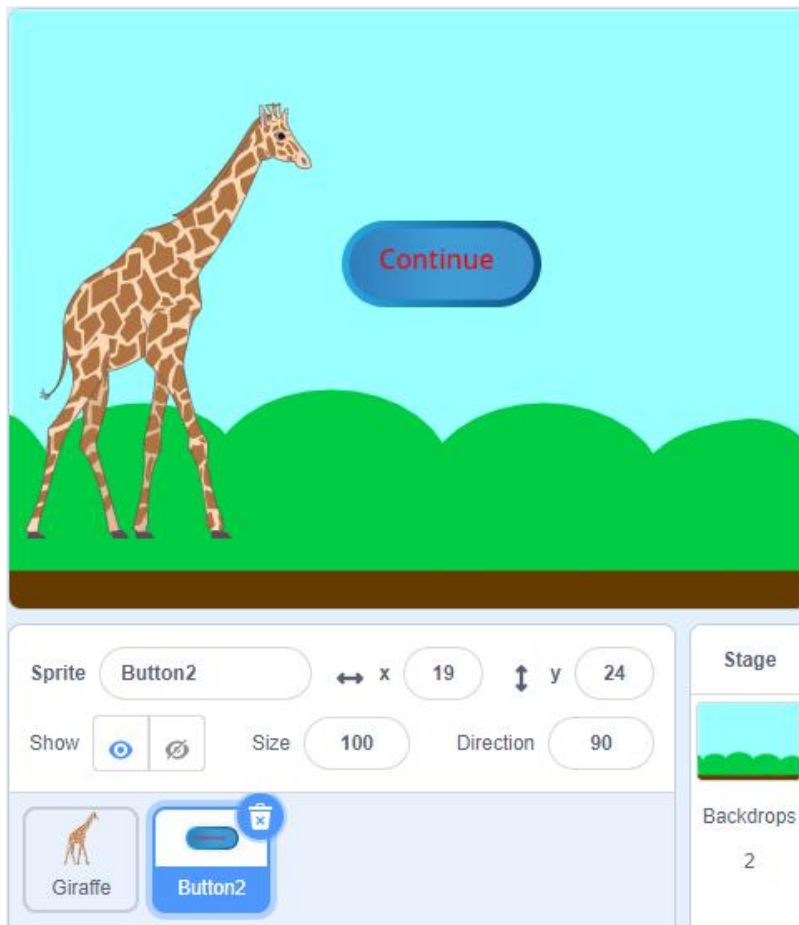 Continue
Sprite Button2 x 19 y 24
Show Size 100 Direction 90
Stage
Backdrops
2
Giraffe
Button2